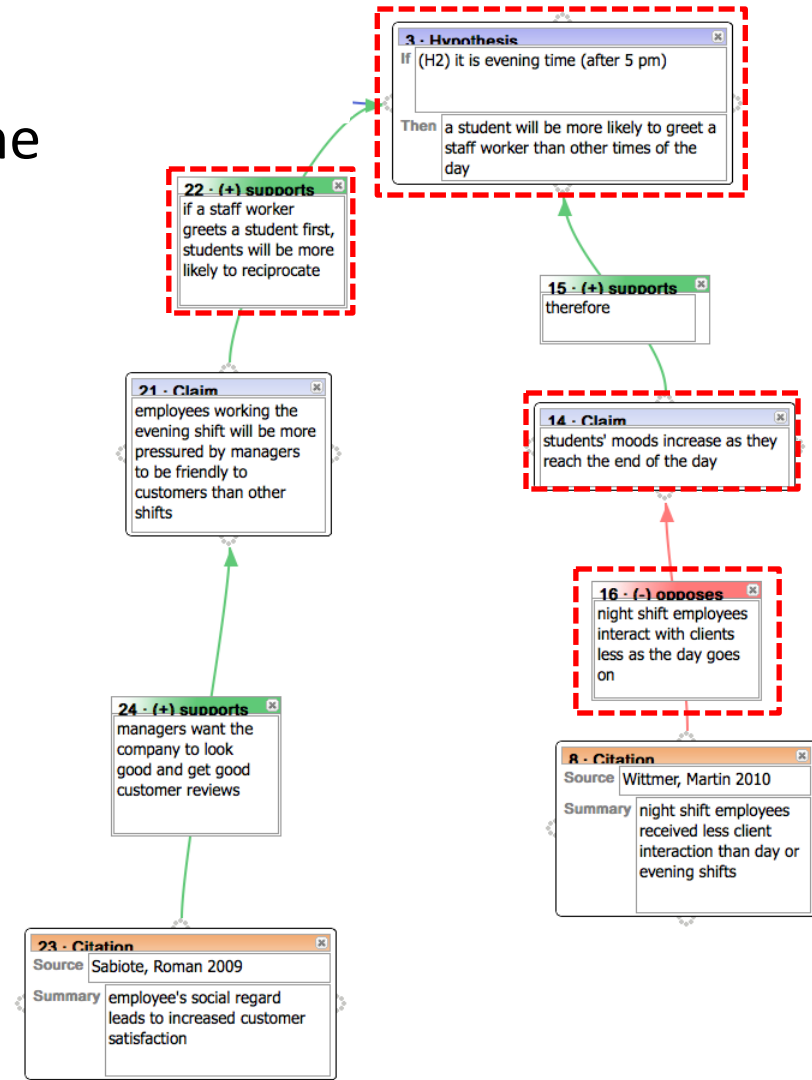 ne
3 · Hypothesis
If (H2) it is evening time (after 5 pm)
Then a student will be more likely to greet a
staff worker than other times of the
day
22 · (+) supports
if a staff worker
greets a student first,
students will be more
likely to reciprocate
15 · (+) supports
therefore
21 · Claim
employees working the
evening shift will be more
pressured by managers
to be friendly to
customers than other
shifts
14 · Claim
students' moods increase as they
reach the end of the day
16 · (-) opposes
night shift employees
interact with clients
less as the day goes
on
24 · (+) supports
managers want the
company to look
good and get good
customer reviews
8 · Citation
Source Wittmer, Martin 2010
Summary night shift employees
received less client
interaction than day or
evening shifts
23 · Citation
Source Sabiote, Roman 2009
Summary employee's social regard
leads to increased customer
satisfaction